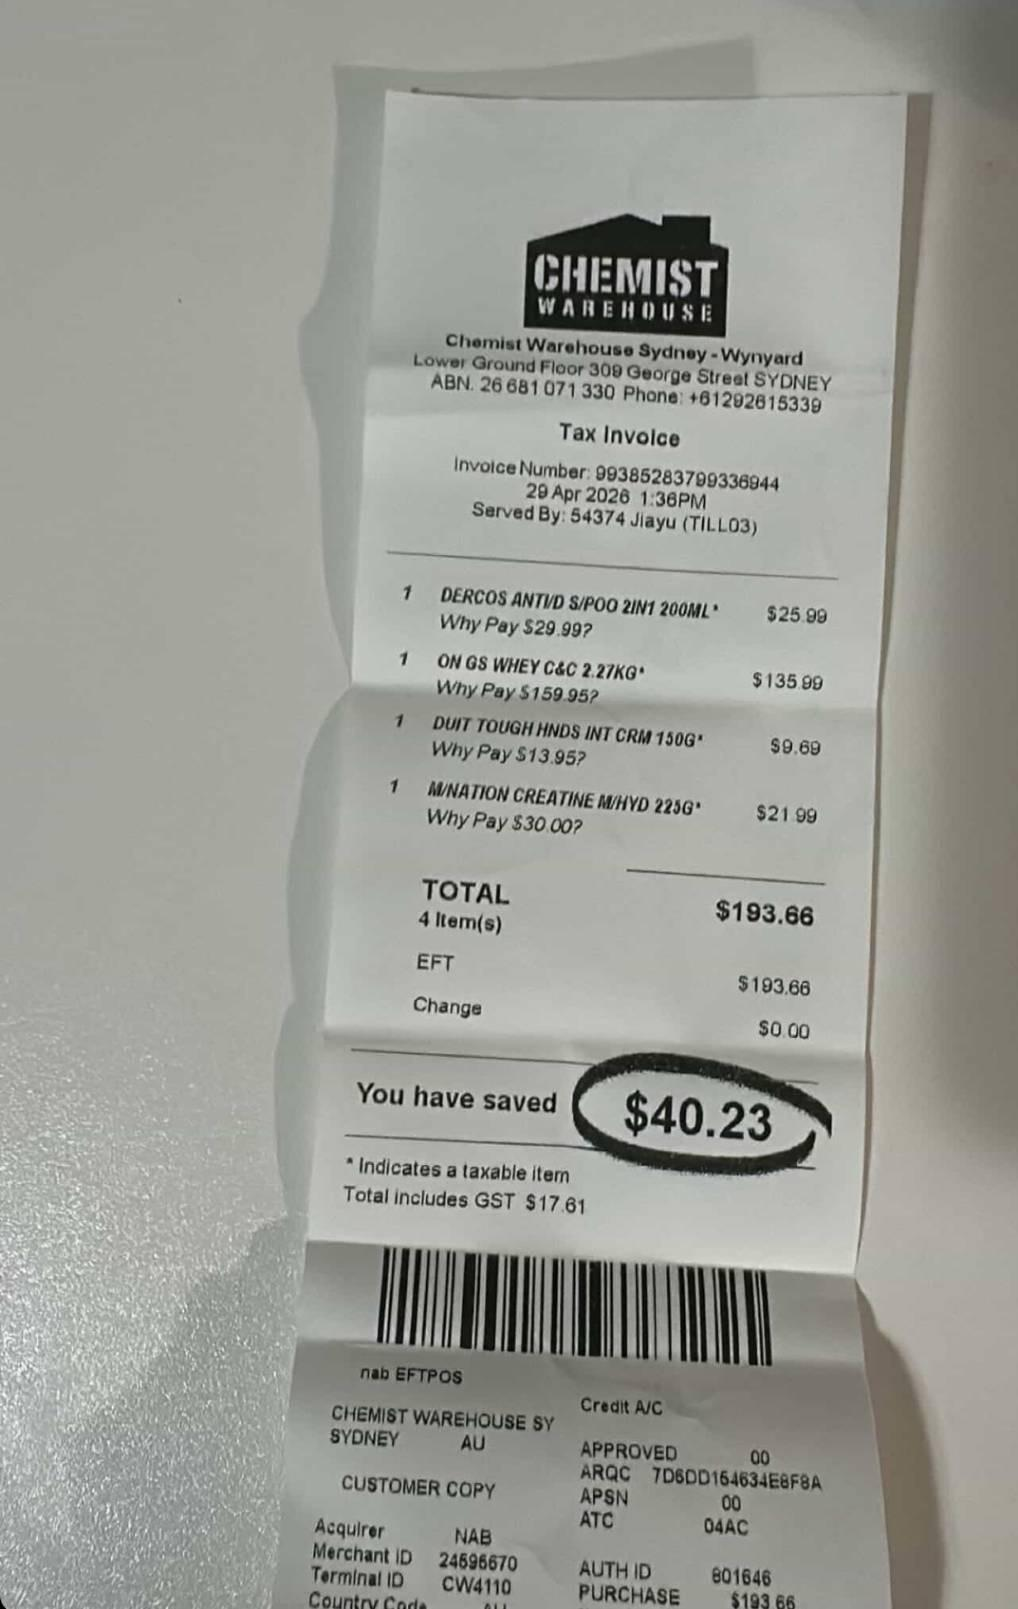 CHEMIST
WAREHOUSE
Chemist Warehouse Sydney - Wynyard
Lower Ground Floor 309 George Street SYDNEY
ABN. 26 681 071 330 Phone: +61292615339
Tax Invoice
Invoice Number: 99385283799336944
29 Apr 2026 1:36PM
Served By: 54374 Jiayu (TILL03)
1 DERCOS ANTI/D S/POO 2IN1 200ML* $25.99
Why Pay $29.99?
1 ON GS WHEY C&C 2.27KG* $135.99
Why Pay $159.95?
1 DUIT TOUGH HNDS INT CRM 150G* $9.69
Why Pay $13.95?
1 M/NATION CREATINE M/HYD 225G* $21.99
Why Pay $30.00?
TOTAL $193.66
4 Item(s)
EFT $193.66
Change $0.00
You have saved $40.23
* Indicates a taxable item
Total includes GST $17.61
nab EFTPOS
Credit A/C
CHEMIST WAREHOUSE SY
SYDNEY AU
APPROVED 00
ARQC 7D6DD154634E8F8A
CUSTOMER COPY
APSN 00
ATC 04AC
Acquirer NAB
Merchant ID 24696670
AUTH ID 801646
Terminal ID CW4110
PURCHASE $193.66
Country Code AU